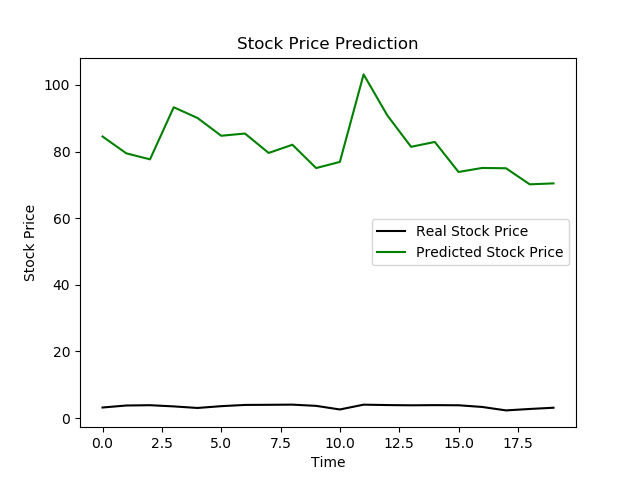 Stock Price Prediction
100
80
60
40
20
0
Stock Price
Real Stock Price
Predicted Stock Price
0.0 2.5 5.0 7.5 10.0 12.5 15.0 17.5
Time